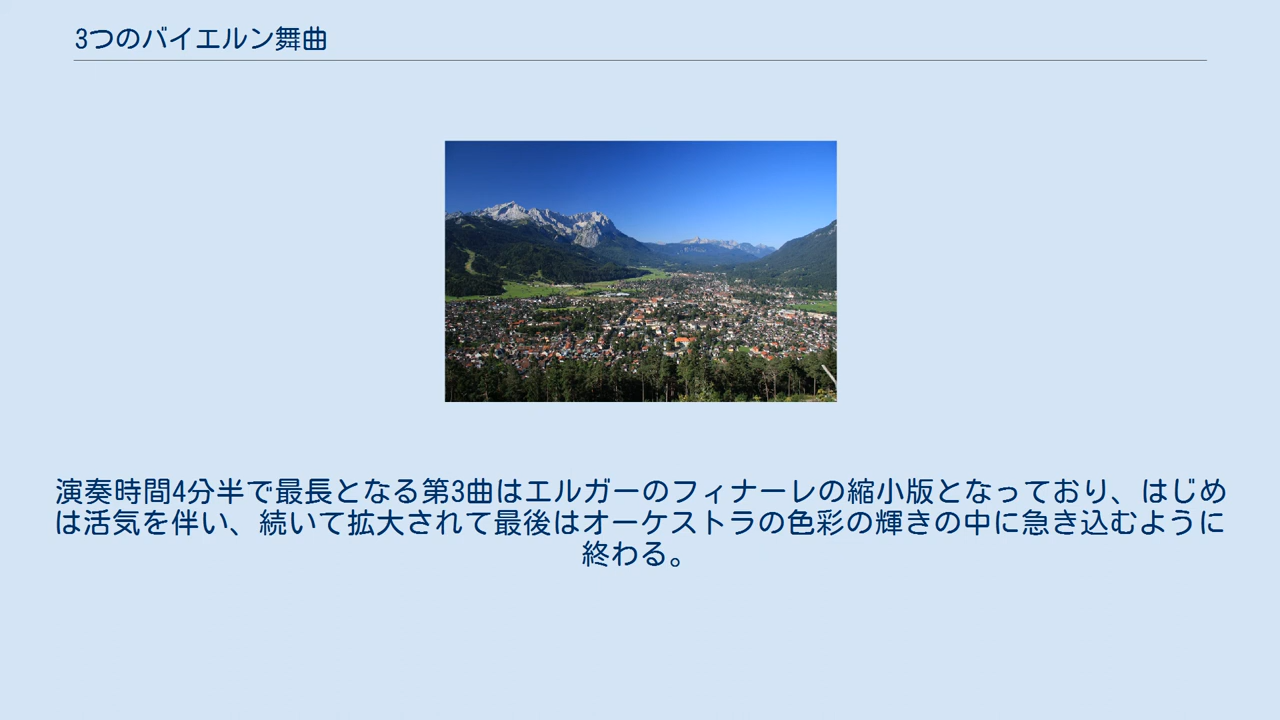 3つのバイエルン舞曲
演奏時間4分半で最長となる第3曲はエルガーのフィナーレの縮小版となっており、はじめ
は活気を伴い、続いて拡大されて最後はオーケストラの色彩の輝きの中に急き込むように
終わる。